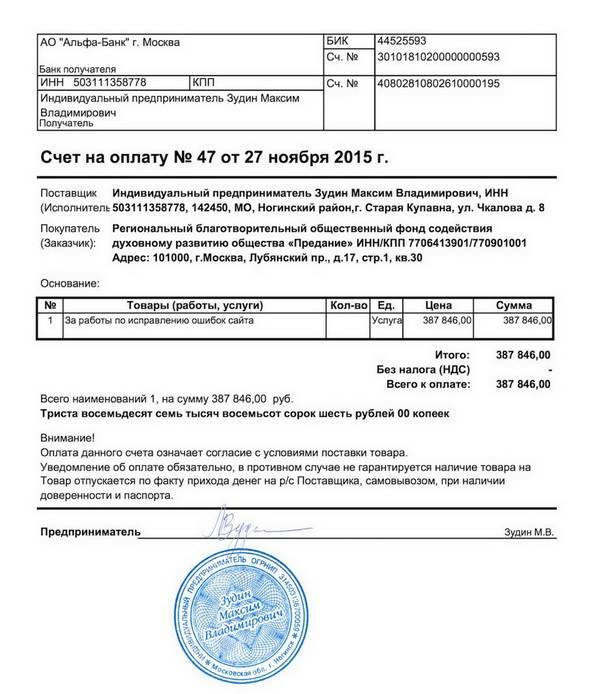 АО "Альфа-Банк" г. Москва
БИК 44525593
Сч. № 30101810200000000593
Банк получателя
ИНН 503111358778 КПП
Сч. № 40802810802610000195
Индивидуальный предприниматель Зудин Максим
Владимирович
Получатель
Счет на оплату № 47 от 27 ноября 2015 г.
Поставщик Индивидуальный предприниматель Зудин Максим Владимирович, ИНН
(Исполнитель 503111358778, 142450, МО, Ногинский район,г. Старая Купавна, ул. Чкалова д. 8
Покупатель Региональный благотворительный общественный фонд содействия
(Заказчик): духовному развитию общества «Предание» ИНН/КПП 7706413901/770901001
Адрес: 101000, г.Москва, Лубянский пр., д.17, стр.1, кв.30
Основание:
№ Товары (работы, услуги) Кол-во Ед. Цена Сумма
1 За работы по исправлению ошибок сайта Услуга 387 846,00 387 846,00
Итого: 387 846,00
Без налога (НДС) -
Всего к оплате: 387 846,00
Всего наименований 1, на сумму 387 846,00 руб.
Триста восемьдесят семь тысяч восемьсот сорок шесть рублей 00 копеек
Внимание!
Оплата данного счета означает согласие с условиями поставки товара.
Уведомление об оплате обязательно, в противном случае не гарантируется наличие товара на
Товар отпускается по факту прихода денег на р/с Поставщика, самовывозом, при наличии
доверенности и паспорта.
Предприниматель Зудин М.В.
ИНДИВИДУАЛЬНЫЙ ПРЕДПРИНИМАТЕЛЬ ОГРНИП
Зудин
Максим
Владимирович
Московская обл. г. Ногинск